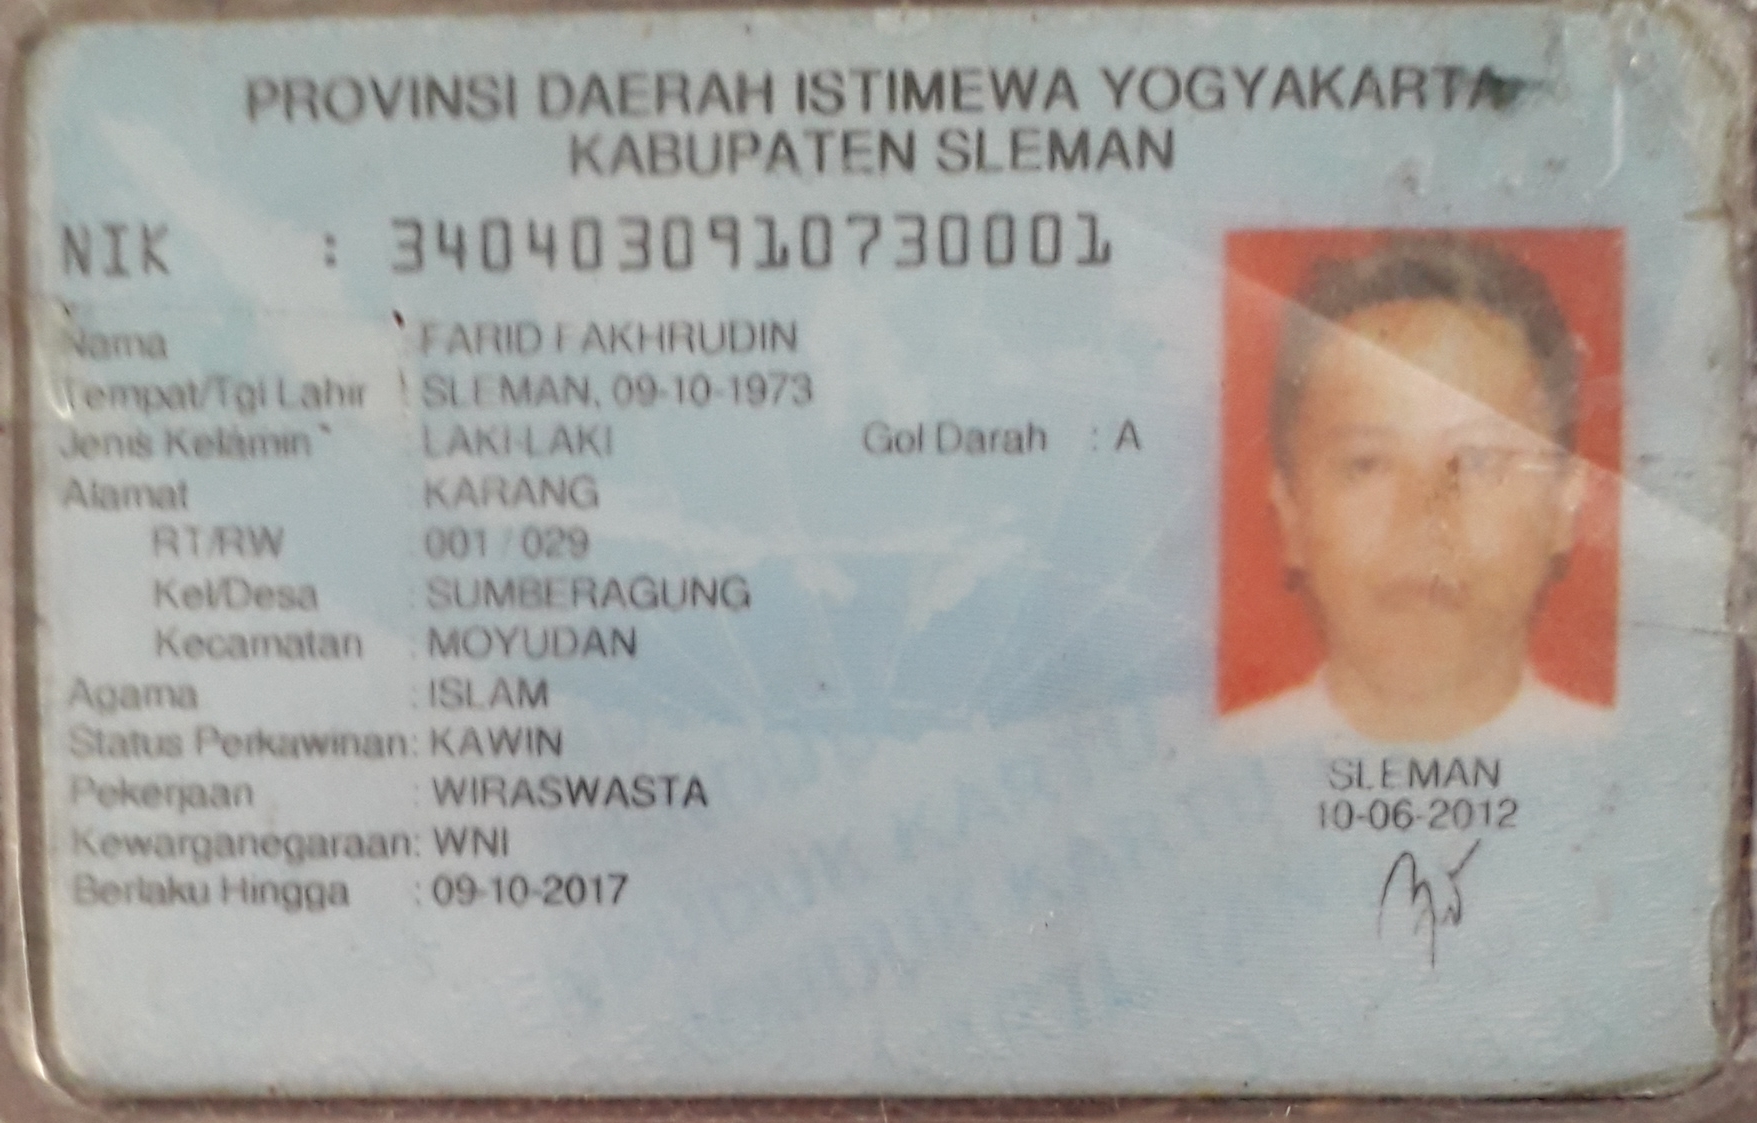 PROVINSI DAERAH ISTIMEWA YOGYAKARTA
KABUPATEN SLEMAN
NIK : 3404030910730001
Nama : FARID FAKHRUDIN
Tempat/Tgl Lahir : SLEMAN, 09-10-1973
Jenis Kelamin : LAKI-LAKI Gol Darah : A
Alamat : KARANG
RT/RW : 001 / 029
Kel/Desa : SUMBERAGUNG
Kecamatan : MOYUDAN
Agama : ISLAM
Status Perkawinan: KAWIN
Pekerjaan : WIRASWASTA
Kewarganegaraan: WNI
Berlaku Hingga : 09-10-2017
SLEMAN
10-06-2012